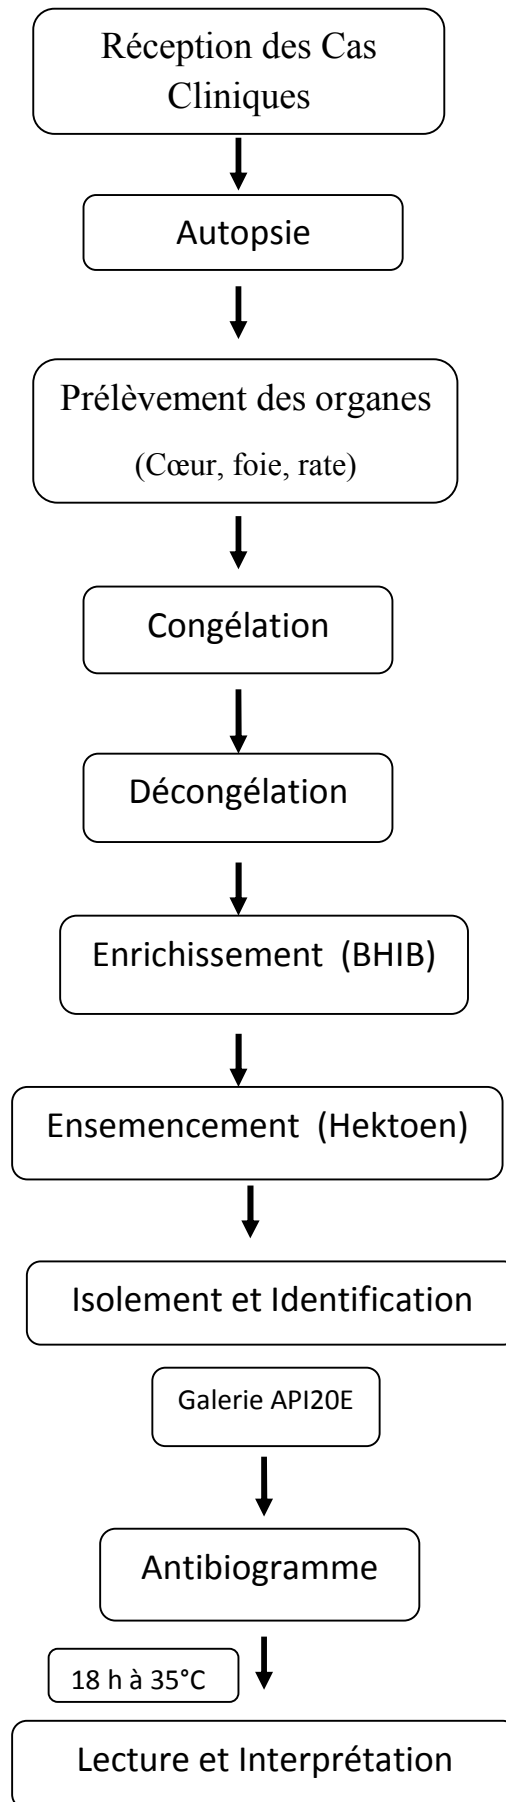 Réception des Cas
Cliniques
Autopsie
Prélèvement des organes
(Cœur, foie, rate)
Congélation
Décongélation
Enrichissement (BHIB)
Ensemencement (Hektoen)
Isolement et Identification
Galerie API20E
Antibiogramme
18 h à 35°C
Lecture et Interprétation